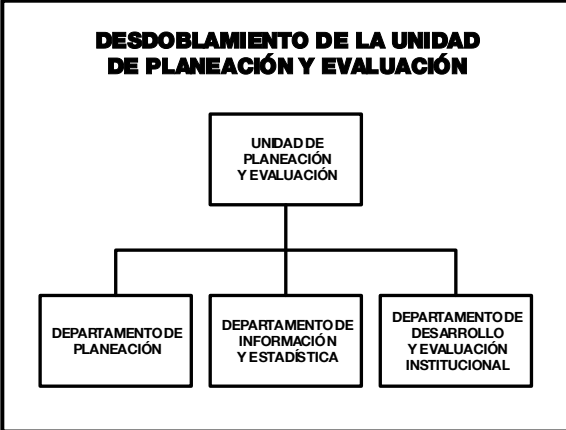 DESDOBLAMIENTO DE LA UNIDAD
DE PLANEACIÓN Y EVALUACIÓN
UNIDAD DE
PLANEACIÓN
Y EVALUACIÓN
DEPARTAMENTO DE
PLANEACIÓN
DEPARTAMENTO DE
INFORMACIÓN
Y ESTADÍSTICA
DEPARTAMENTO DE
DESARROLLO
Y EVALUACIÓN
INSTITUCIONAL